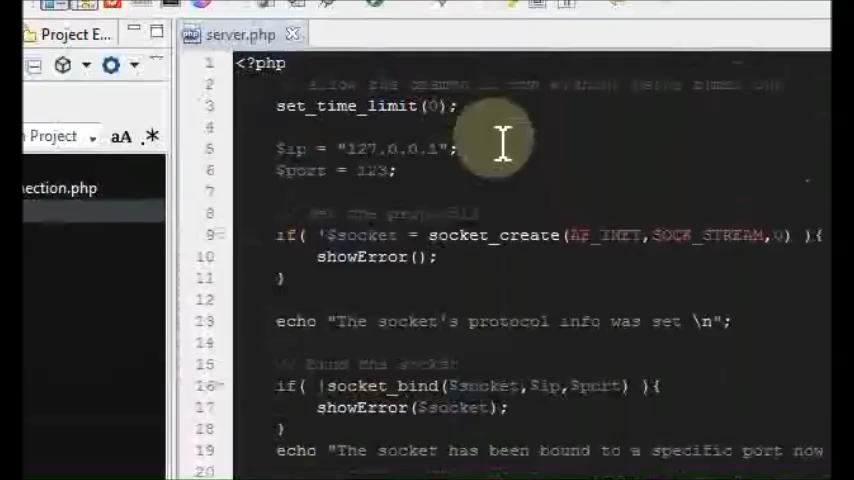 Project E...
server.php
Project
aA .*
ection.php
1 <?php
2
3 set_time_limit(0);
4
5 $ip = "127.0.0.1";
6 $port = 123;
7
8
9 if( !$socket = socket_create(AF_INET,SOCK_STREAM,0) ){
10 showError();
11 }
12
13 echo "The socket's protocol info was set \n";
14
15 the socket
16 if( !socket_bind($socket,$ip,$port) ){
17 showError($socket);
18 }
19 echo "The socket has been bound to a specific port now
20